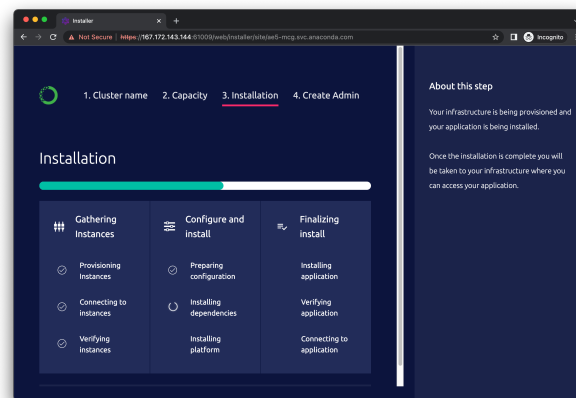 Installer
Not Secure | https://167.172.143.144:61009/web/installer/site/ae5-mcg.svc.anaconda.com
Incognito
1. Cluster name 2. Capacity 3. Installation 4. Create Admin
Installation
Gathering
Instances
Provisioning
Instances
Connecting to
instances
Verifying
instances
Configure and
install
Preparing
configuration
Installing
dependencies
Installing
platform
Finalizing
install
Installing
application
Verifying
application
Connecting to
application
About this step
Your infrastructure is being provisioned and
your application is being installed.
Once the installation is complete you will
be taken to your infrastructure where you
can access your application.